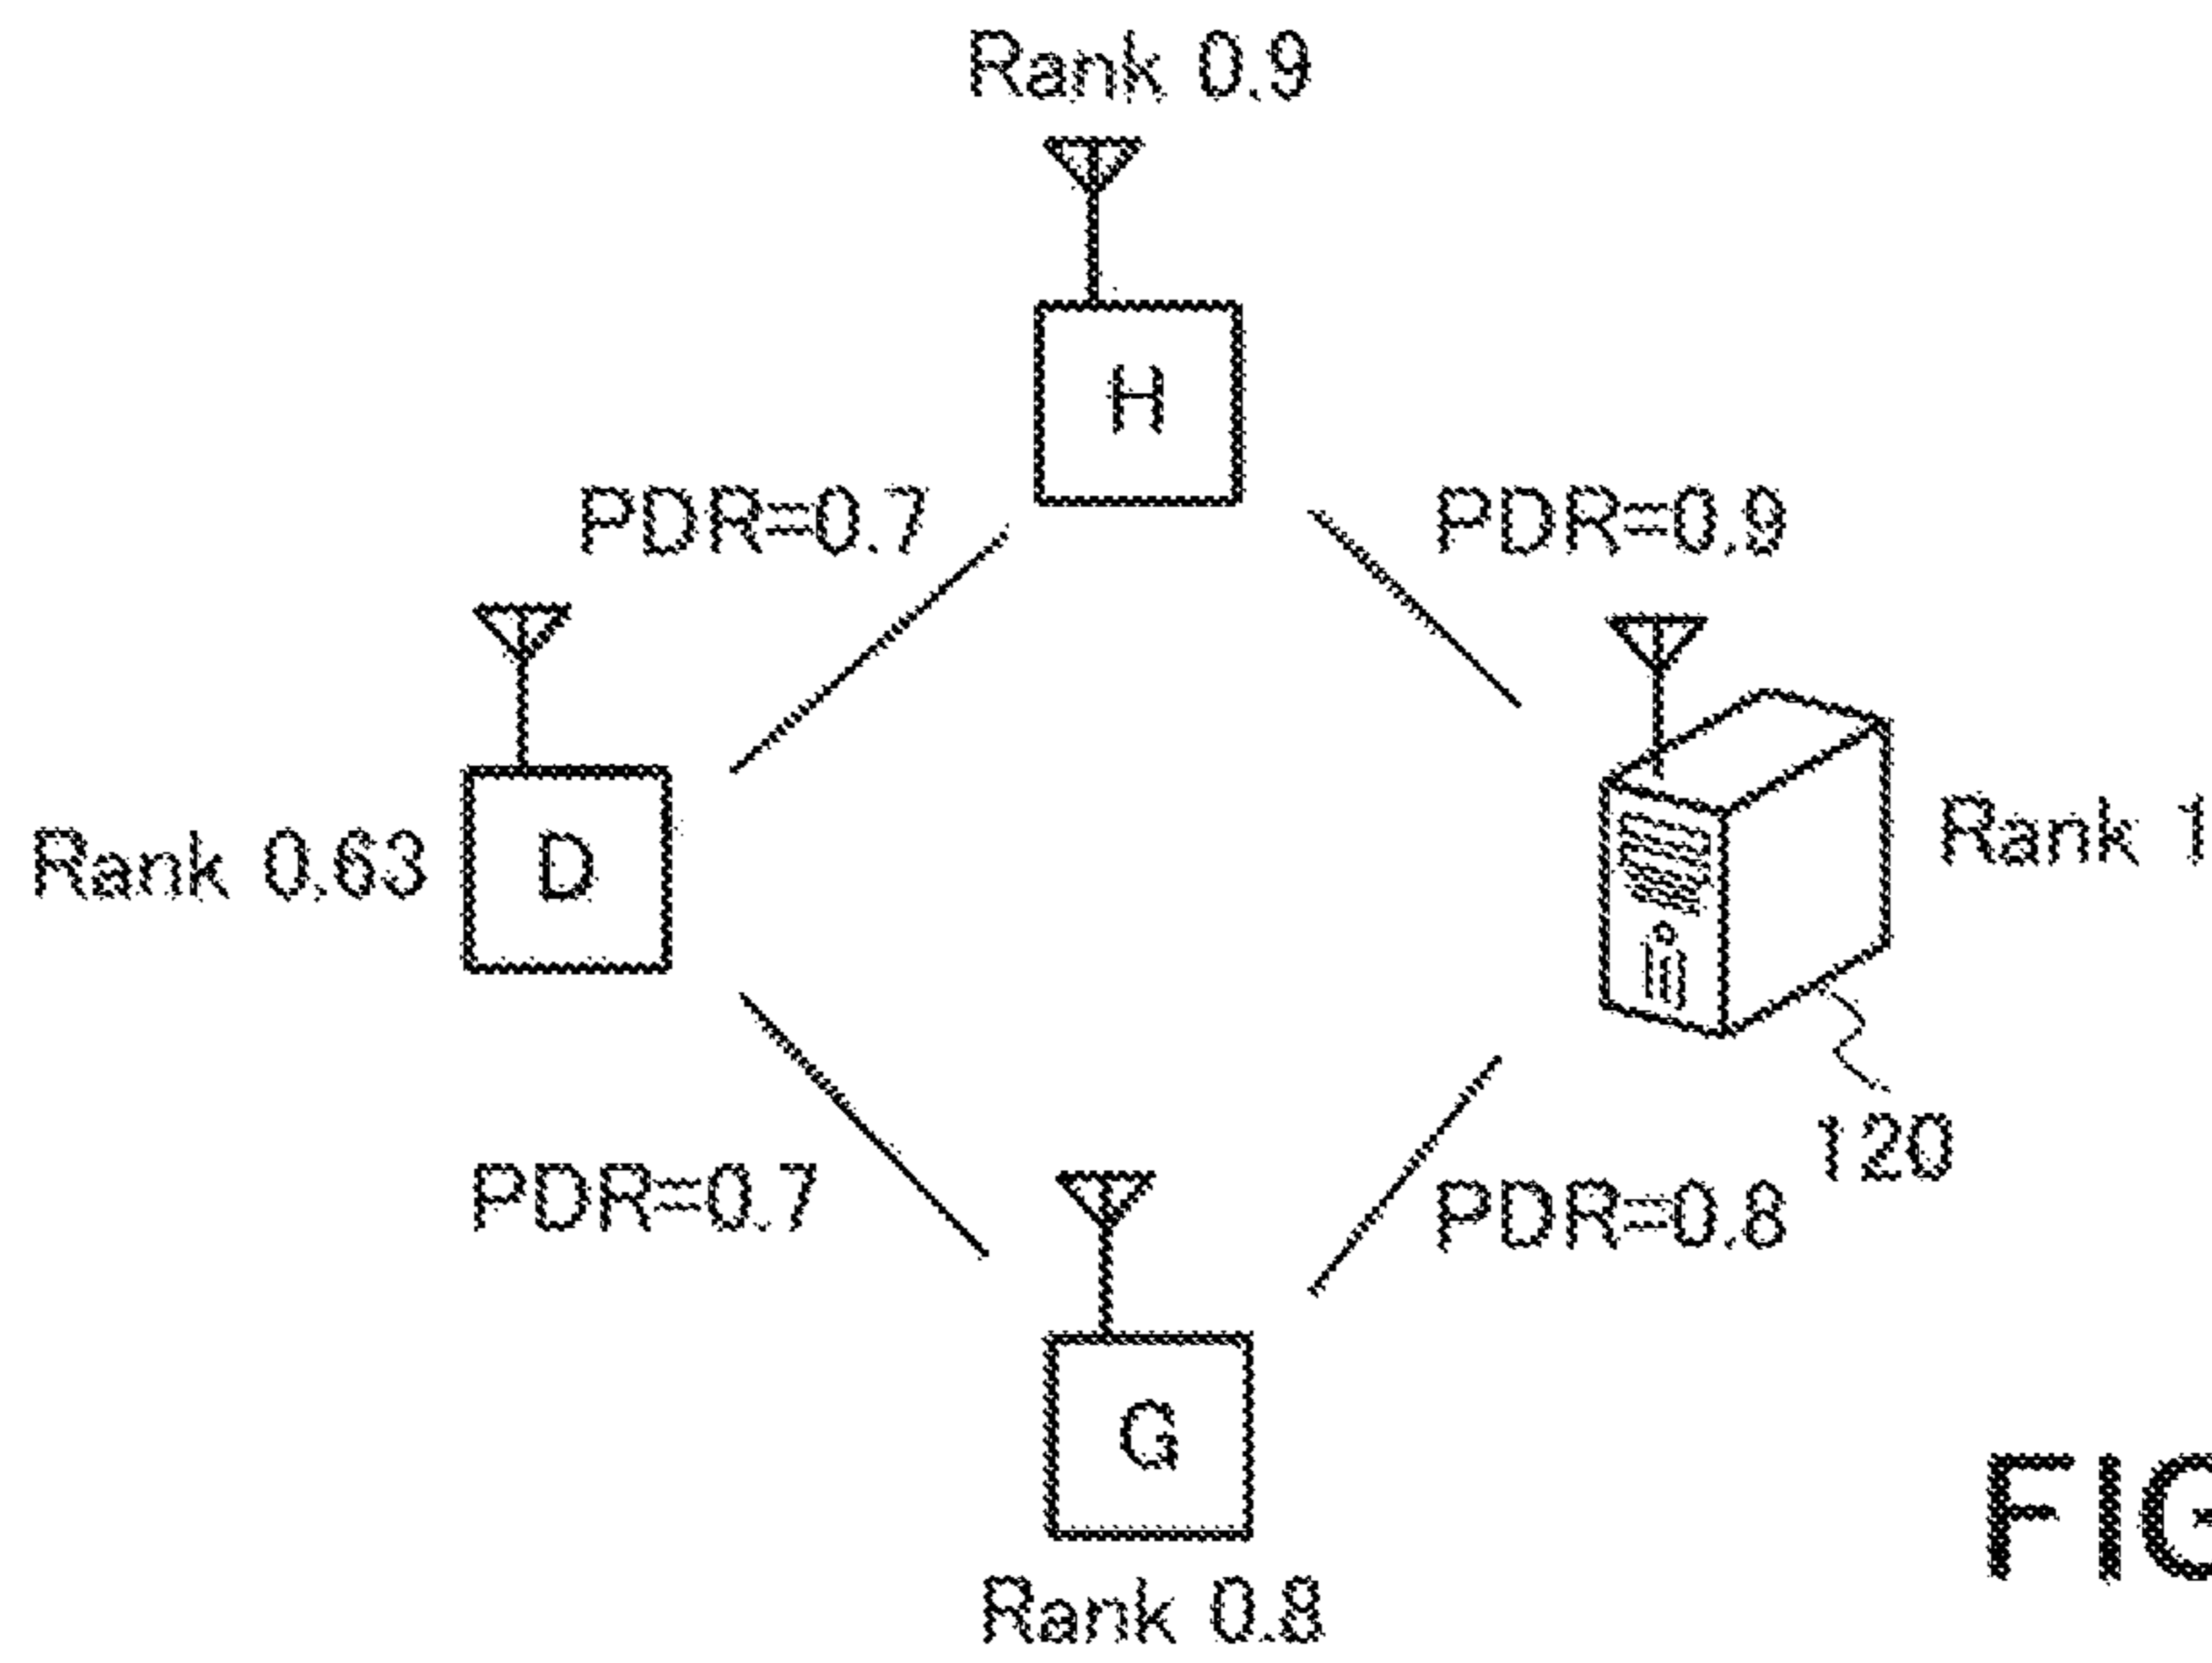 Rank 0.9
H
PDR=0.7
PDR=0.9
Rank 0.63
D
Rank 1
120
PDR=0.7
PDR=0.8
G
Rank 0.8
FIG